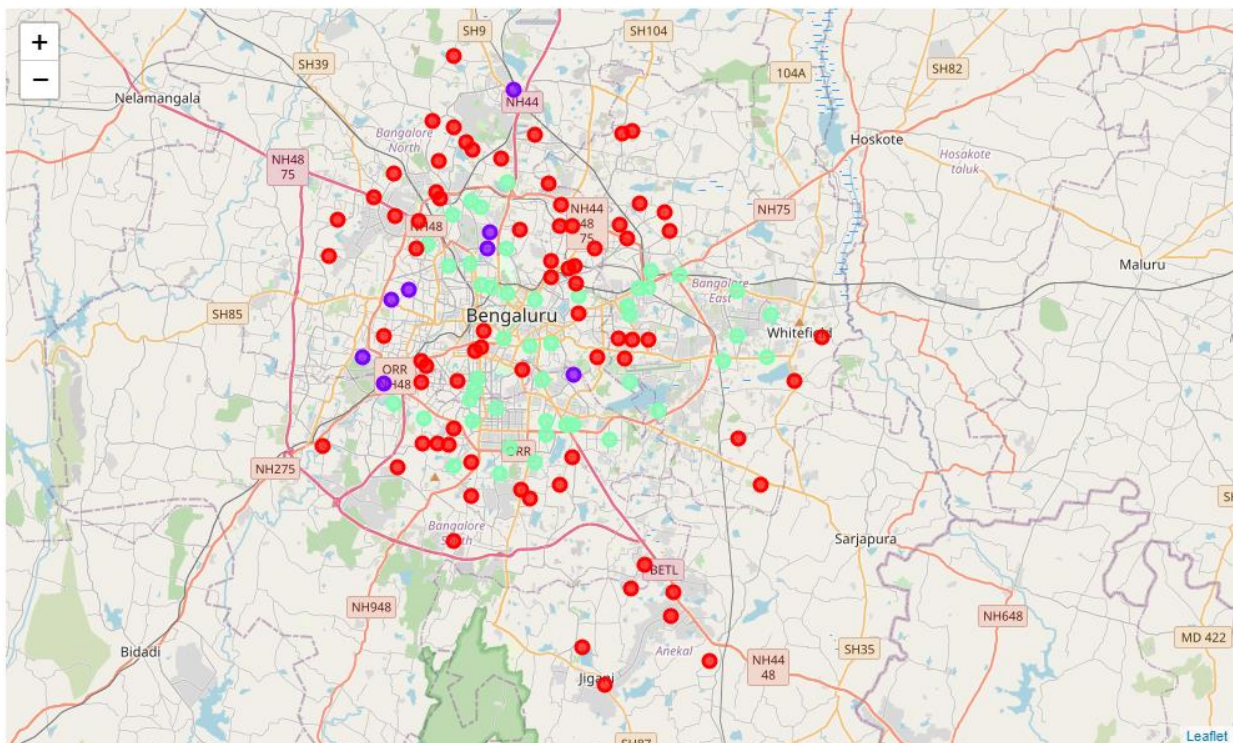 +
−
SH9
SH104
SH39
104A
SH82
Nelamangala
NH44
Bangalore
North
Hoskote
NH48
75
Hosakote
taluk
NH44
48
75
NH75
NH48
Maluru
Bangalore
East
SH85
Bengaluru
Whitefield
ORR
NH48
ORR
NH275
Bangalore
South
Sarjapura
BETL
NH948
NH648
Bidadi
Anekal
MD 422
SH35
NH44
48
Jigani
SH87
Leaflet